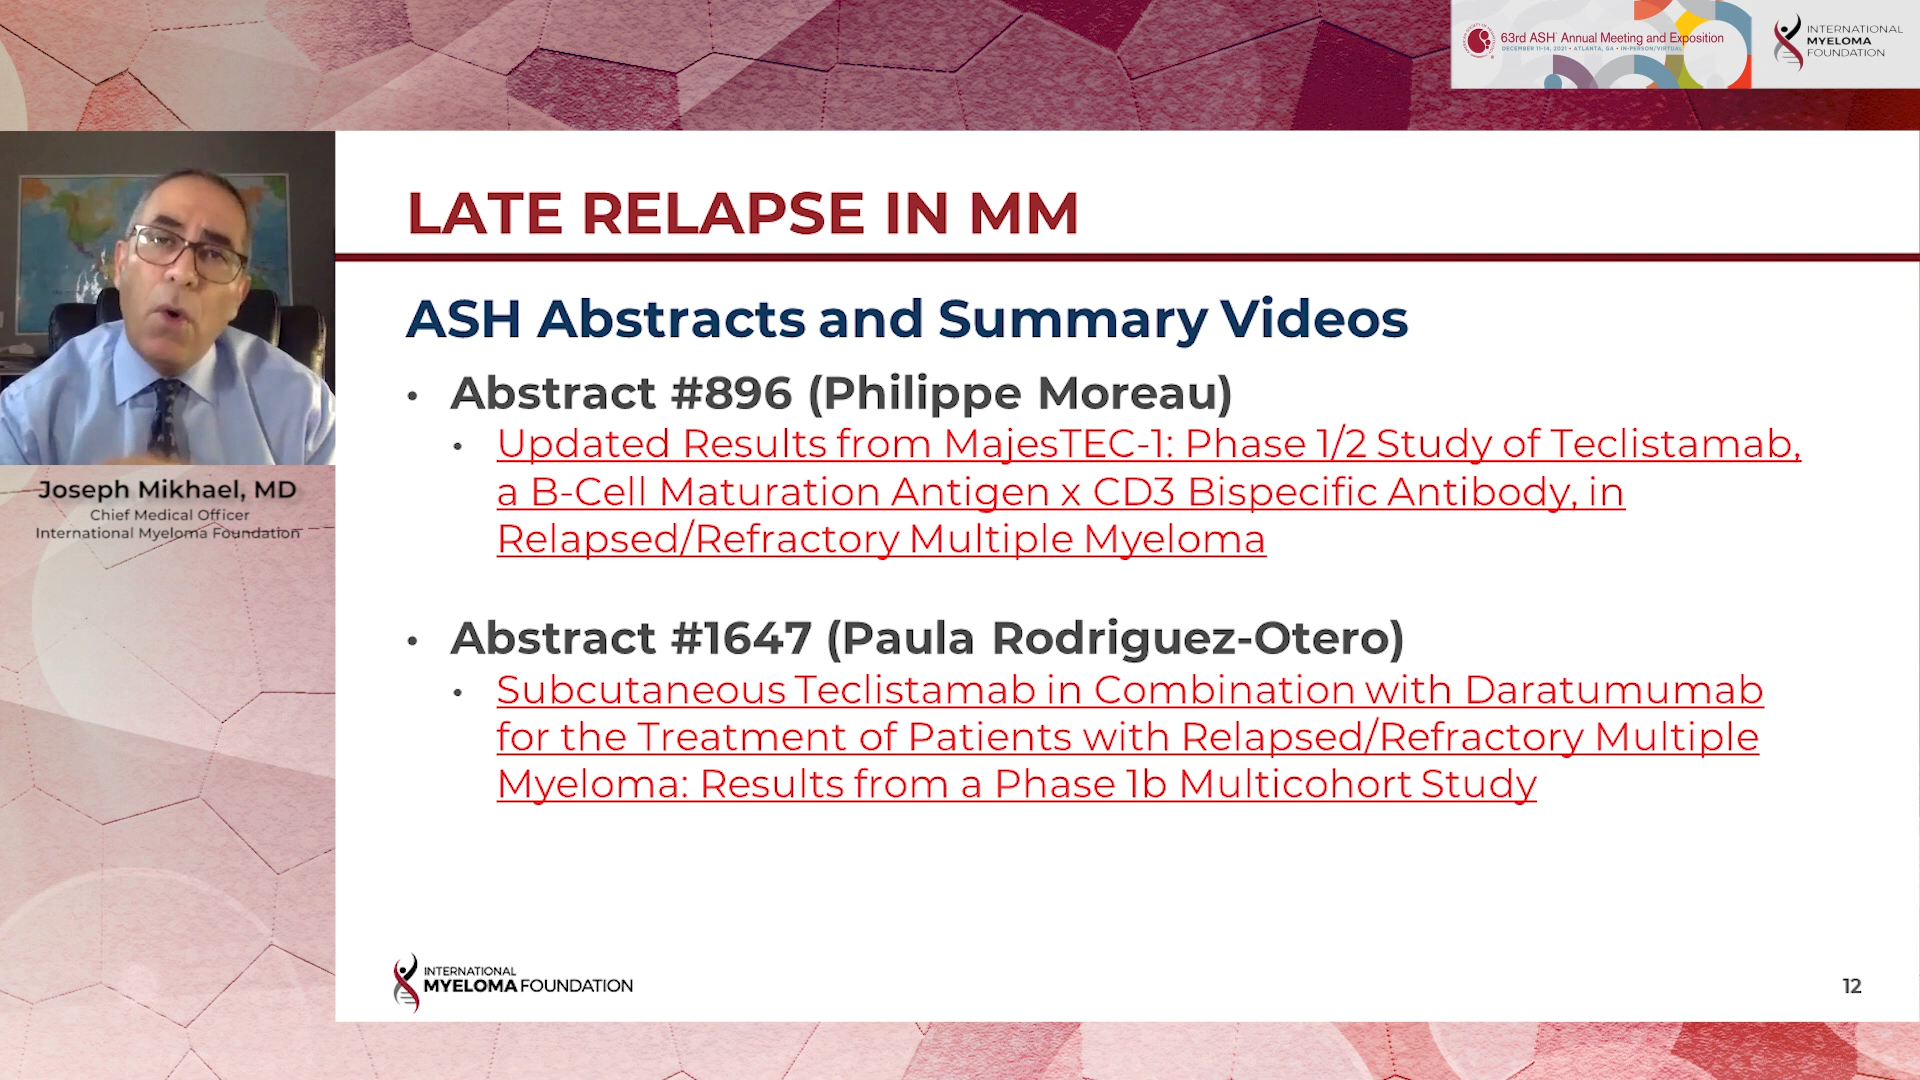 63rd ASH Annual Meeting and Exposition
DECEMBER 11-14, 2021 • ATLANTA, GA • IN-PERSON/VIRTUAL
INTERNATIONAL
MYELOMA
FOUNDATION
Joseph Mikhael, MD
Chief Medical Officer
International Myeloma Foundation
LATE RELAPSE IN MM
ASH Abstracts and Summary Videos
• Abstract #896 (Philippe Moreau)
• Updated Results from MajesTEC-1: Phase 1/2 Study of Teclistamab,
a B-Cell Maturation Antigen x CD3 Bispecific Antibody, in
Relapsed/Refractory Multiple Myeloma
• Abstract #1647 (Paula Rodriguez-Otero)
• Subcutaneous Teclistamab in Combination with Daratumumab
for the Treatment of Patients with Relapsed/Refractory Multiple
Myeloma: Results from a Phase 1b Multicohort Study
INTERNATIONAL
MYELOMA FOUNDATION
12